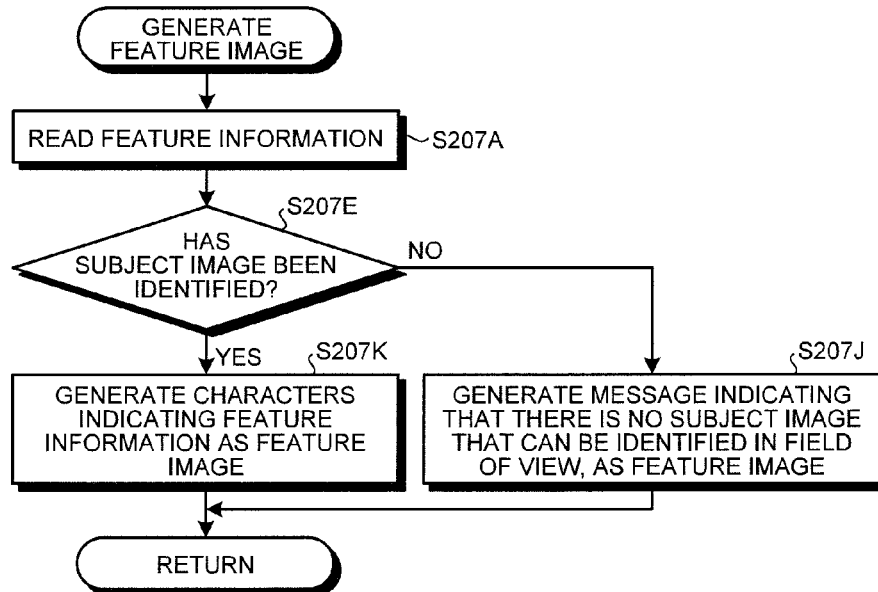 GENERATE
FEATURE IMAGE
READ FEATURE INFORMATION
S207A
S207E
HAS
SUBJECT IMAGE BEEN
IDENTIFIED?
NO
YES
S207K
GENERATE CHARACTERS
INDICATING FEATURE
INFORMATION AS FEATURE
IMAGE
S207J
GENERATE MESSAGE INDICATING
THAT THERE IS NO SUBJECT IMAGE
THAT CAN BE IDENTIFIED IN FIELD
OF VIEW, AS FEATURE IMAGE
RETURN